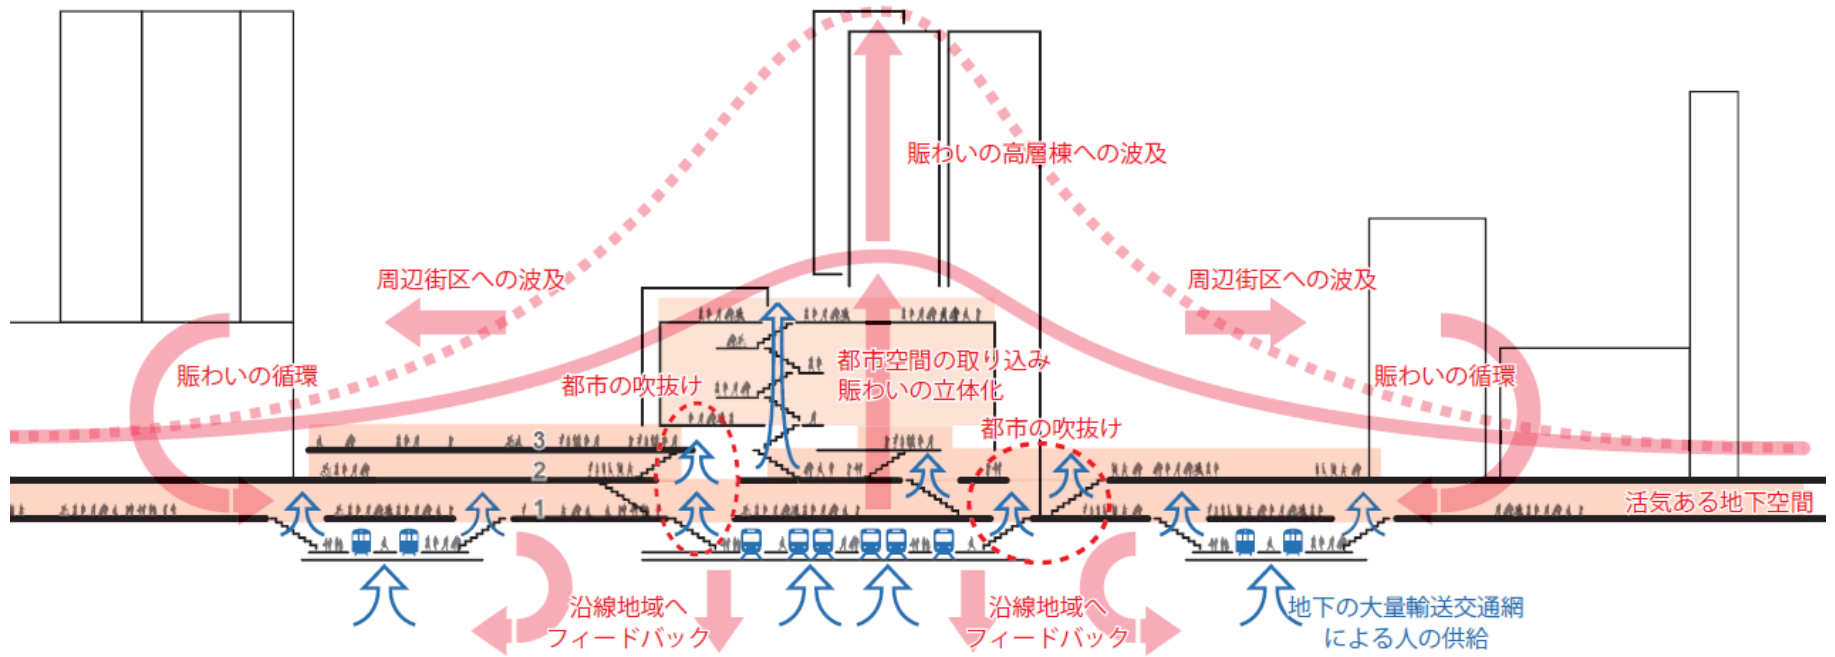 賑わいの高層棟への波及
周辺街区への波及
周辺街区への波及
賑わいの循環
都市の吹抜け
都市空間の取り込み
賑わいの立体化
賑わいの循環
都市の吹抜け
3
2
1
活気ある地下空間
沿線地域へ
フィードバック
沿線地域へ
フィードバック
地下の大量輸送交通網
による人の供給